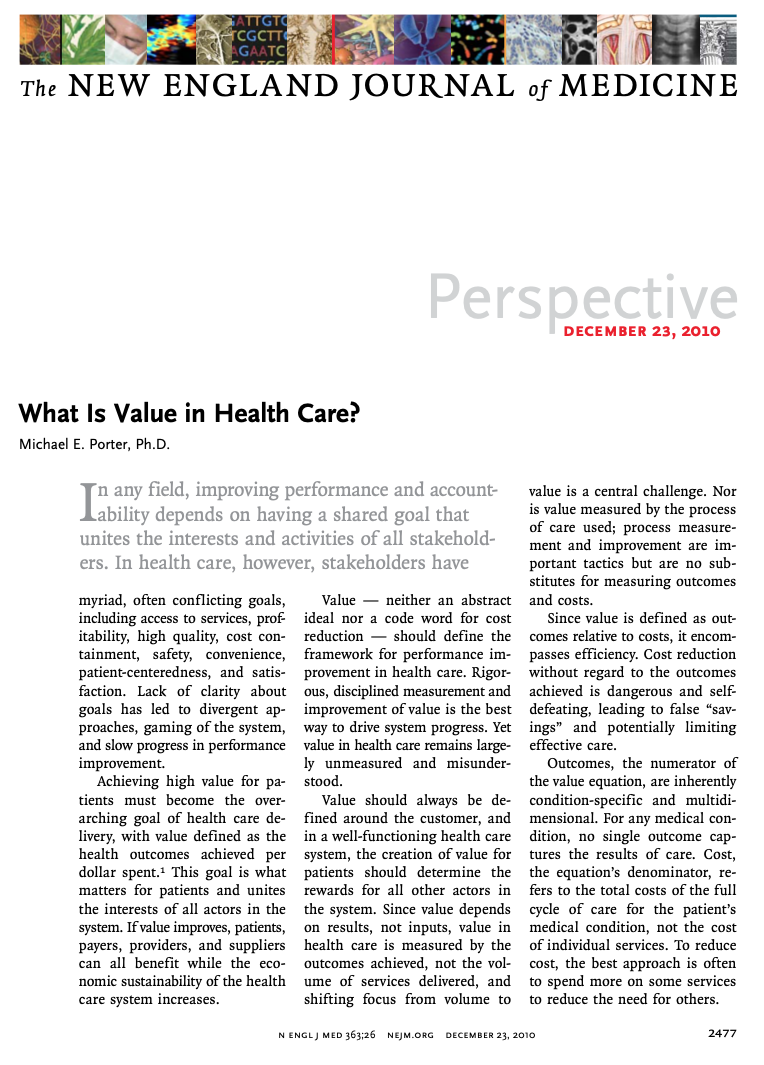 ATTGTC
TCGCTT
AGAATC
The NEW ENGLAND JOURNAL of MEDICINE
Perspective
DECEMBER 23, 2010
What Is Value in Health Care?
Michael E. Porter, Ph.D.
In any field, improving performance and account-
ability depends on having a shared goal that
unites the interests and activities of all stakehold-
ers. In health care, however, stakeholders have
myriad, often conflicting goals,
including access to services, prof-
itability, high quality, cost con-
tainment, safety, convenience,
patient-centeredness, and satis-
faction. Lack of clarity about
goals has led to divergent ap-
proaches, gaming of the system,
and slow progress in performance
improvement.
Achieving high value for pa-
tients must become the over-
arching goal of health care de-
livery, with value defined as the
health outcomes achieved per
dollar spent.¹ This goal is what
matters for patients and unites
the interests of all actors in the
system. If value improves, patients,
payers, providers, and suppliers
can all benefit while the eco-
nomic sustainability of the health
care system increases.
Value — neither an abstract
ideal nor a code word for cost
reduction — should define the
framework for performance im-
provement in health care. Rigor-
ous, disciplined measurement and
improvement of value is the best
way to drive system progress. Yet
value in health care remains large-
ly unmeasured and misunder-
stood.
Value should always be de-
fined around the customer, and
in a well-functioning health care
system, the creation of value for
patients should determine the
rewards for all other actors in
the system. Since value depends
on results, not inputs, value in
health care is measured by the
outcomes achieved, not the vol-
ume of services delivered, and
shifting focus from volume to
value is a central challenge. Nor
is value measured by the process
of care used; process measure-
ment and improvement are im-
portant tactics but are no sub-
stitutes for measuring outcomes
and costs.
Since value is defined as out-
comes relative to costs, it encom-
passes efficiency. Cost reduction
without regard to the outcomes
achieved is dangerous and self-
defeating, leading to false “sav-
ings” and potentially limiting
effective care.
Outcomes, the numerator of
the value equation, are inherently
condition-specific and multidi-
mensional. For any medical con-
dition, no single outcome cap-
tures the results of care. Cost,
the equation’s denominator, re-
fers to the total costs of the full
cycle of care for the patient’s
medical condition, not the cost
of individual services. To reduce
cost, the best approach is often
to spend more on some services
to reduce the need for others.
N ENGL J MED 363;26 NEJM.ORG DECEMBER 23, 2010
2477